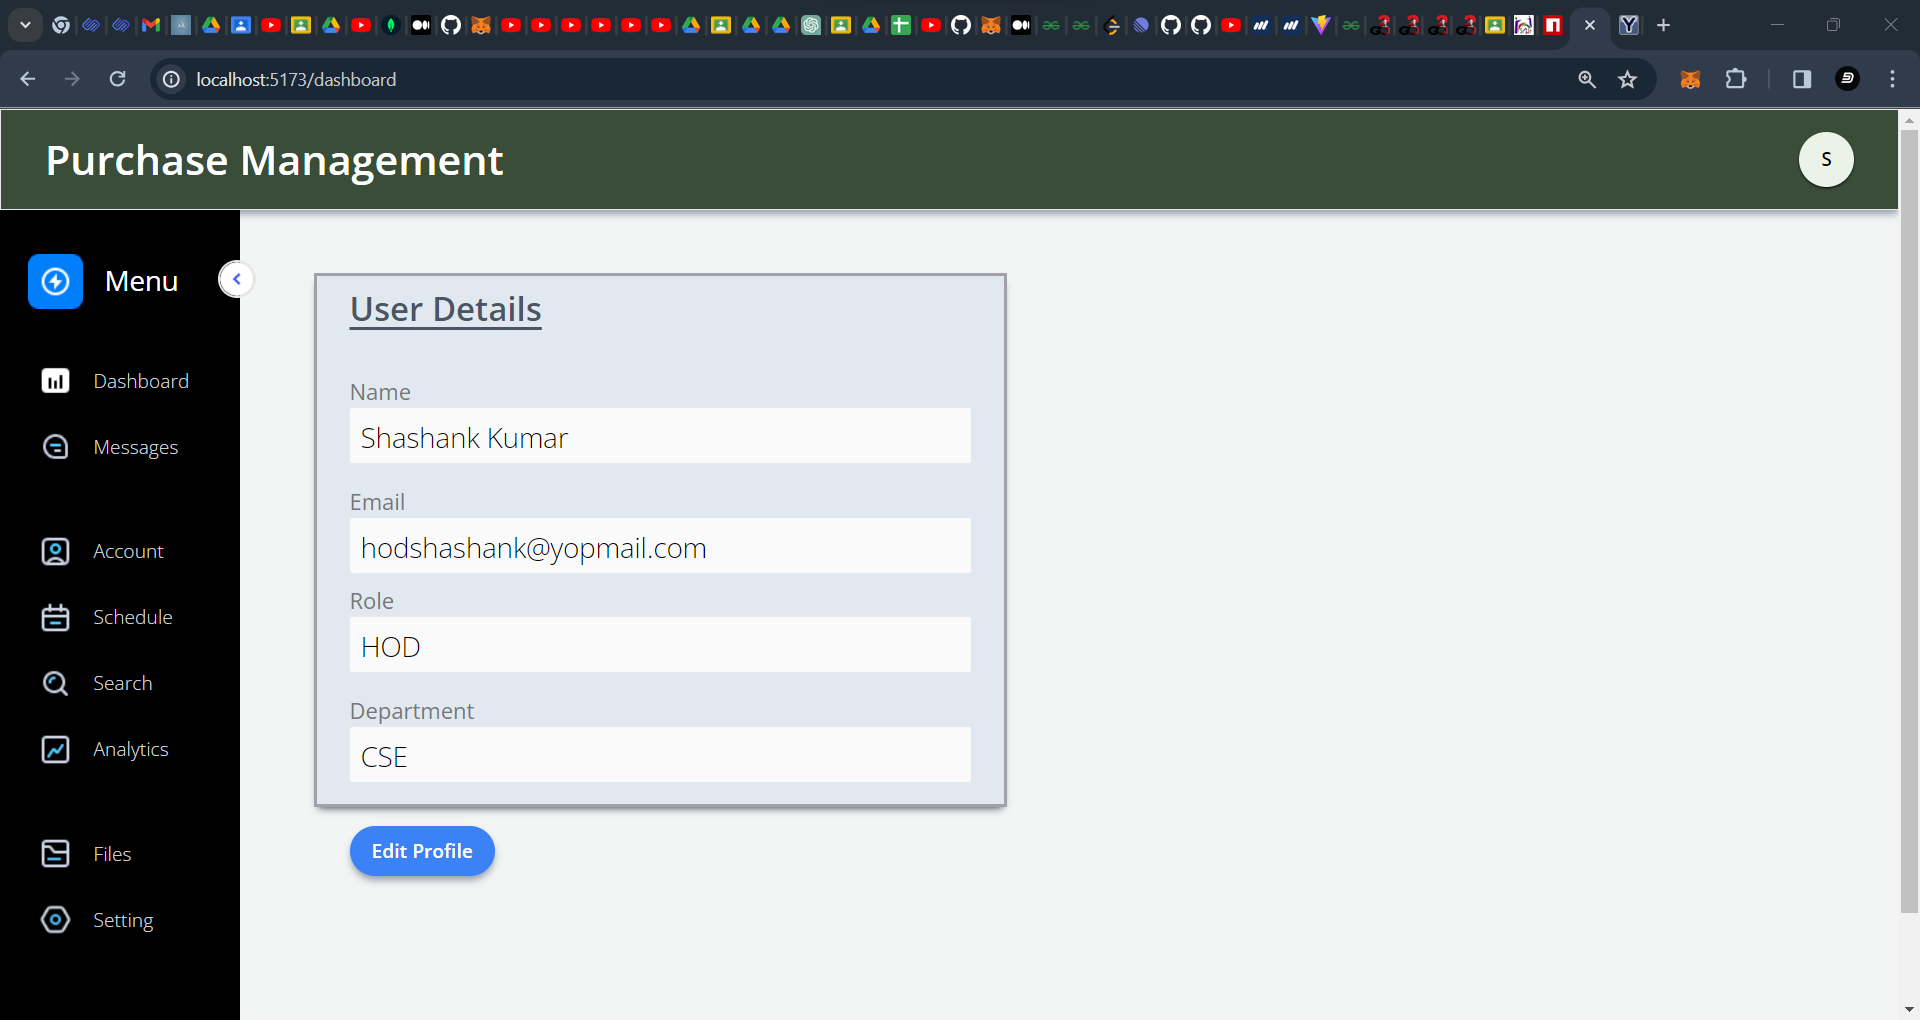 localhost:5173/dashboard
Purchase Management
S
Menu
Dashboard
Messages
Account
Schedule
Search
Analytics
Files
Setting
User Details
Name
Shashank Kumar
Email
hodshashank@yopmail.com
Role
HOD
Department
CSE
Edit Profile